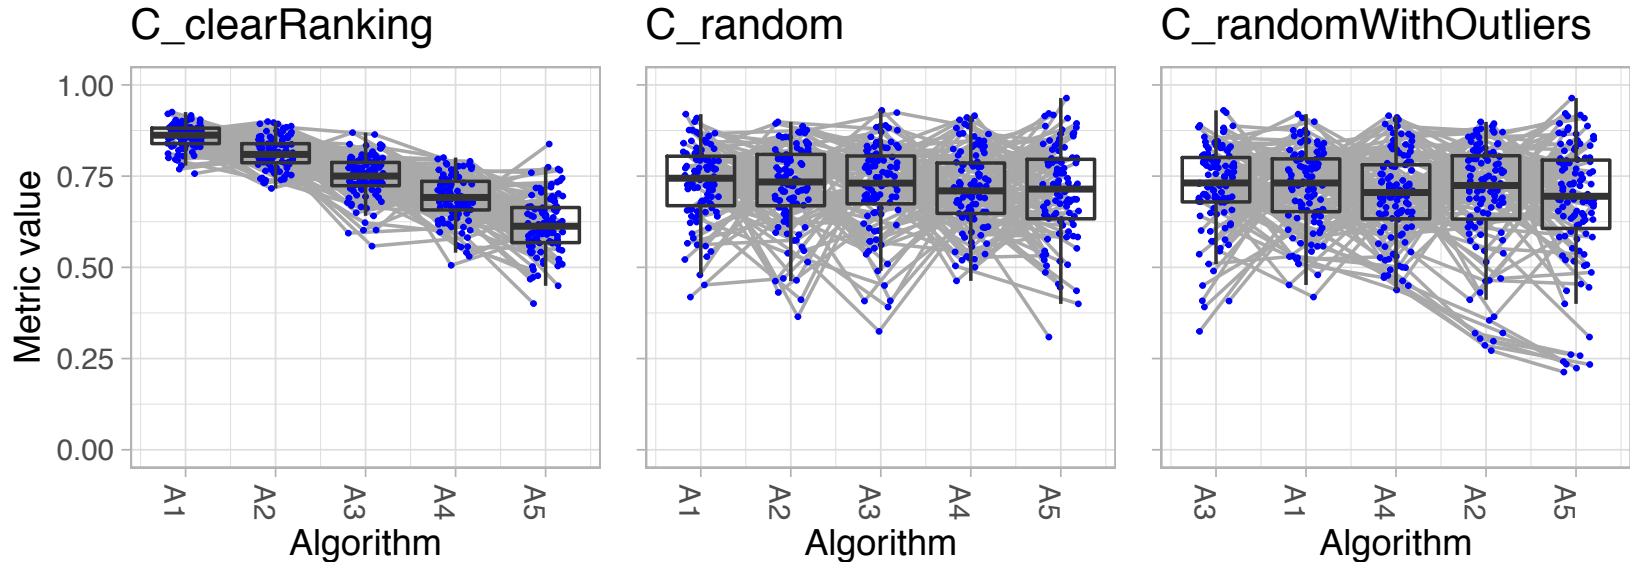 C_clearRanking
C_random
C_randomWithOutliers
Metric value
1.00
0.75
0.50
0.25
0.00
A1 A2 A3 A4 A5
A1 A2 A3 A4 A5
A3 A1 A4 A2 A5
Algorithm
Algorithm
Algorithm